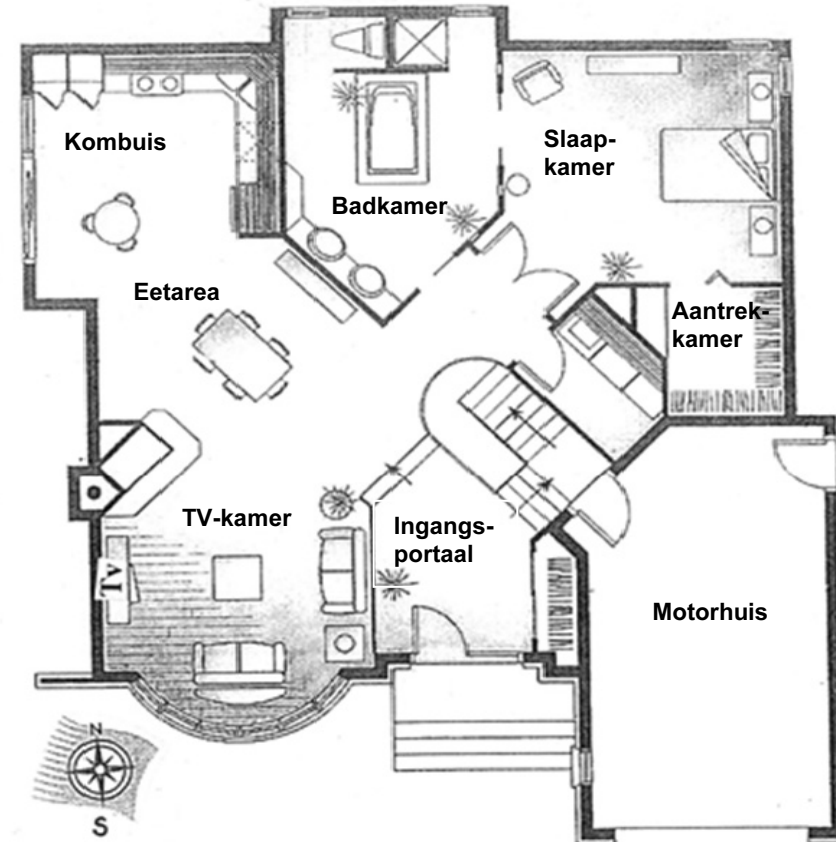 Kombuis
Slaap-
kamer
Badkamer
Eetarea
Aantrek-
kamer
TV-kamer
Ingangs-
portaal
Tv
Motorhuis
N
S